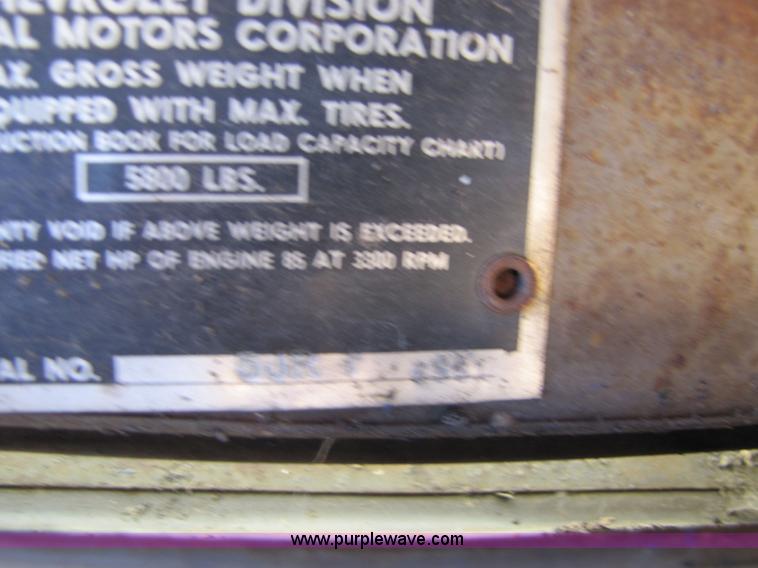 CHEVROLET DIVISION
AL MOTORS CORPORATION
AX. GROSS WEIGHT WHEN
QUIPPED WITH MAX. TIRES.
UCTION BOOK FOR LOAD CAPACITY CHART)
5800 LBS.
NTY VOID IF ABOVE WEIGHT IS EXCEEDED.
FIED NET HP OF ENGINE 85 AT 3300 RPM
AL NO.
www.purplewave.com